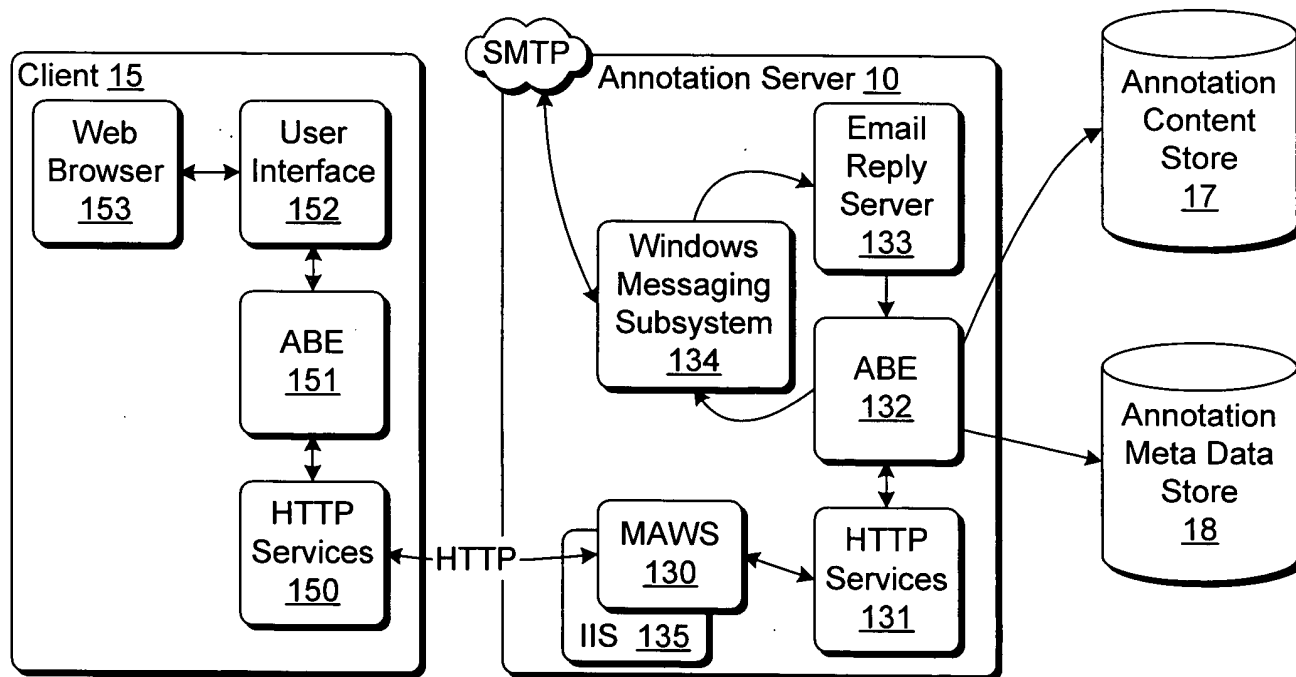 Client 15
Web
Browser
153
User
Interface
152
ABE
151
HTTP
Services
150
HTTP
SMTP
Annotation Server 10
Email
Reply
Server
133
Windows
Messaging
Subsystem
134
ABE
132
MAWS
130
IIS 135
HTTP
Services
131
Annotation
Content
Store
17
Annotation
Meta Data
Store
18